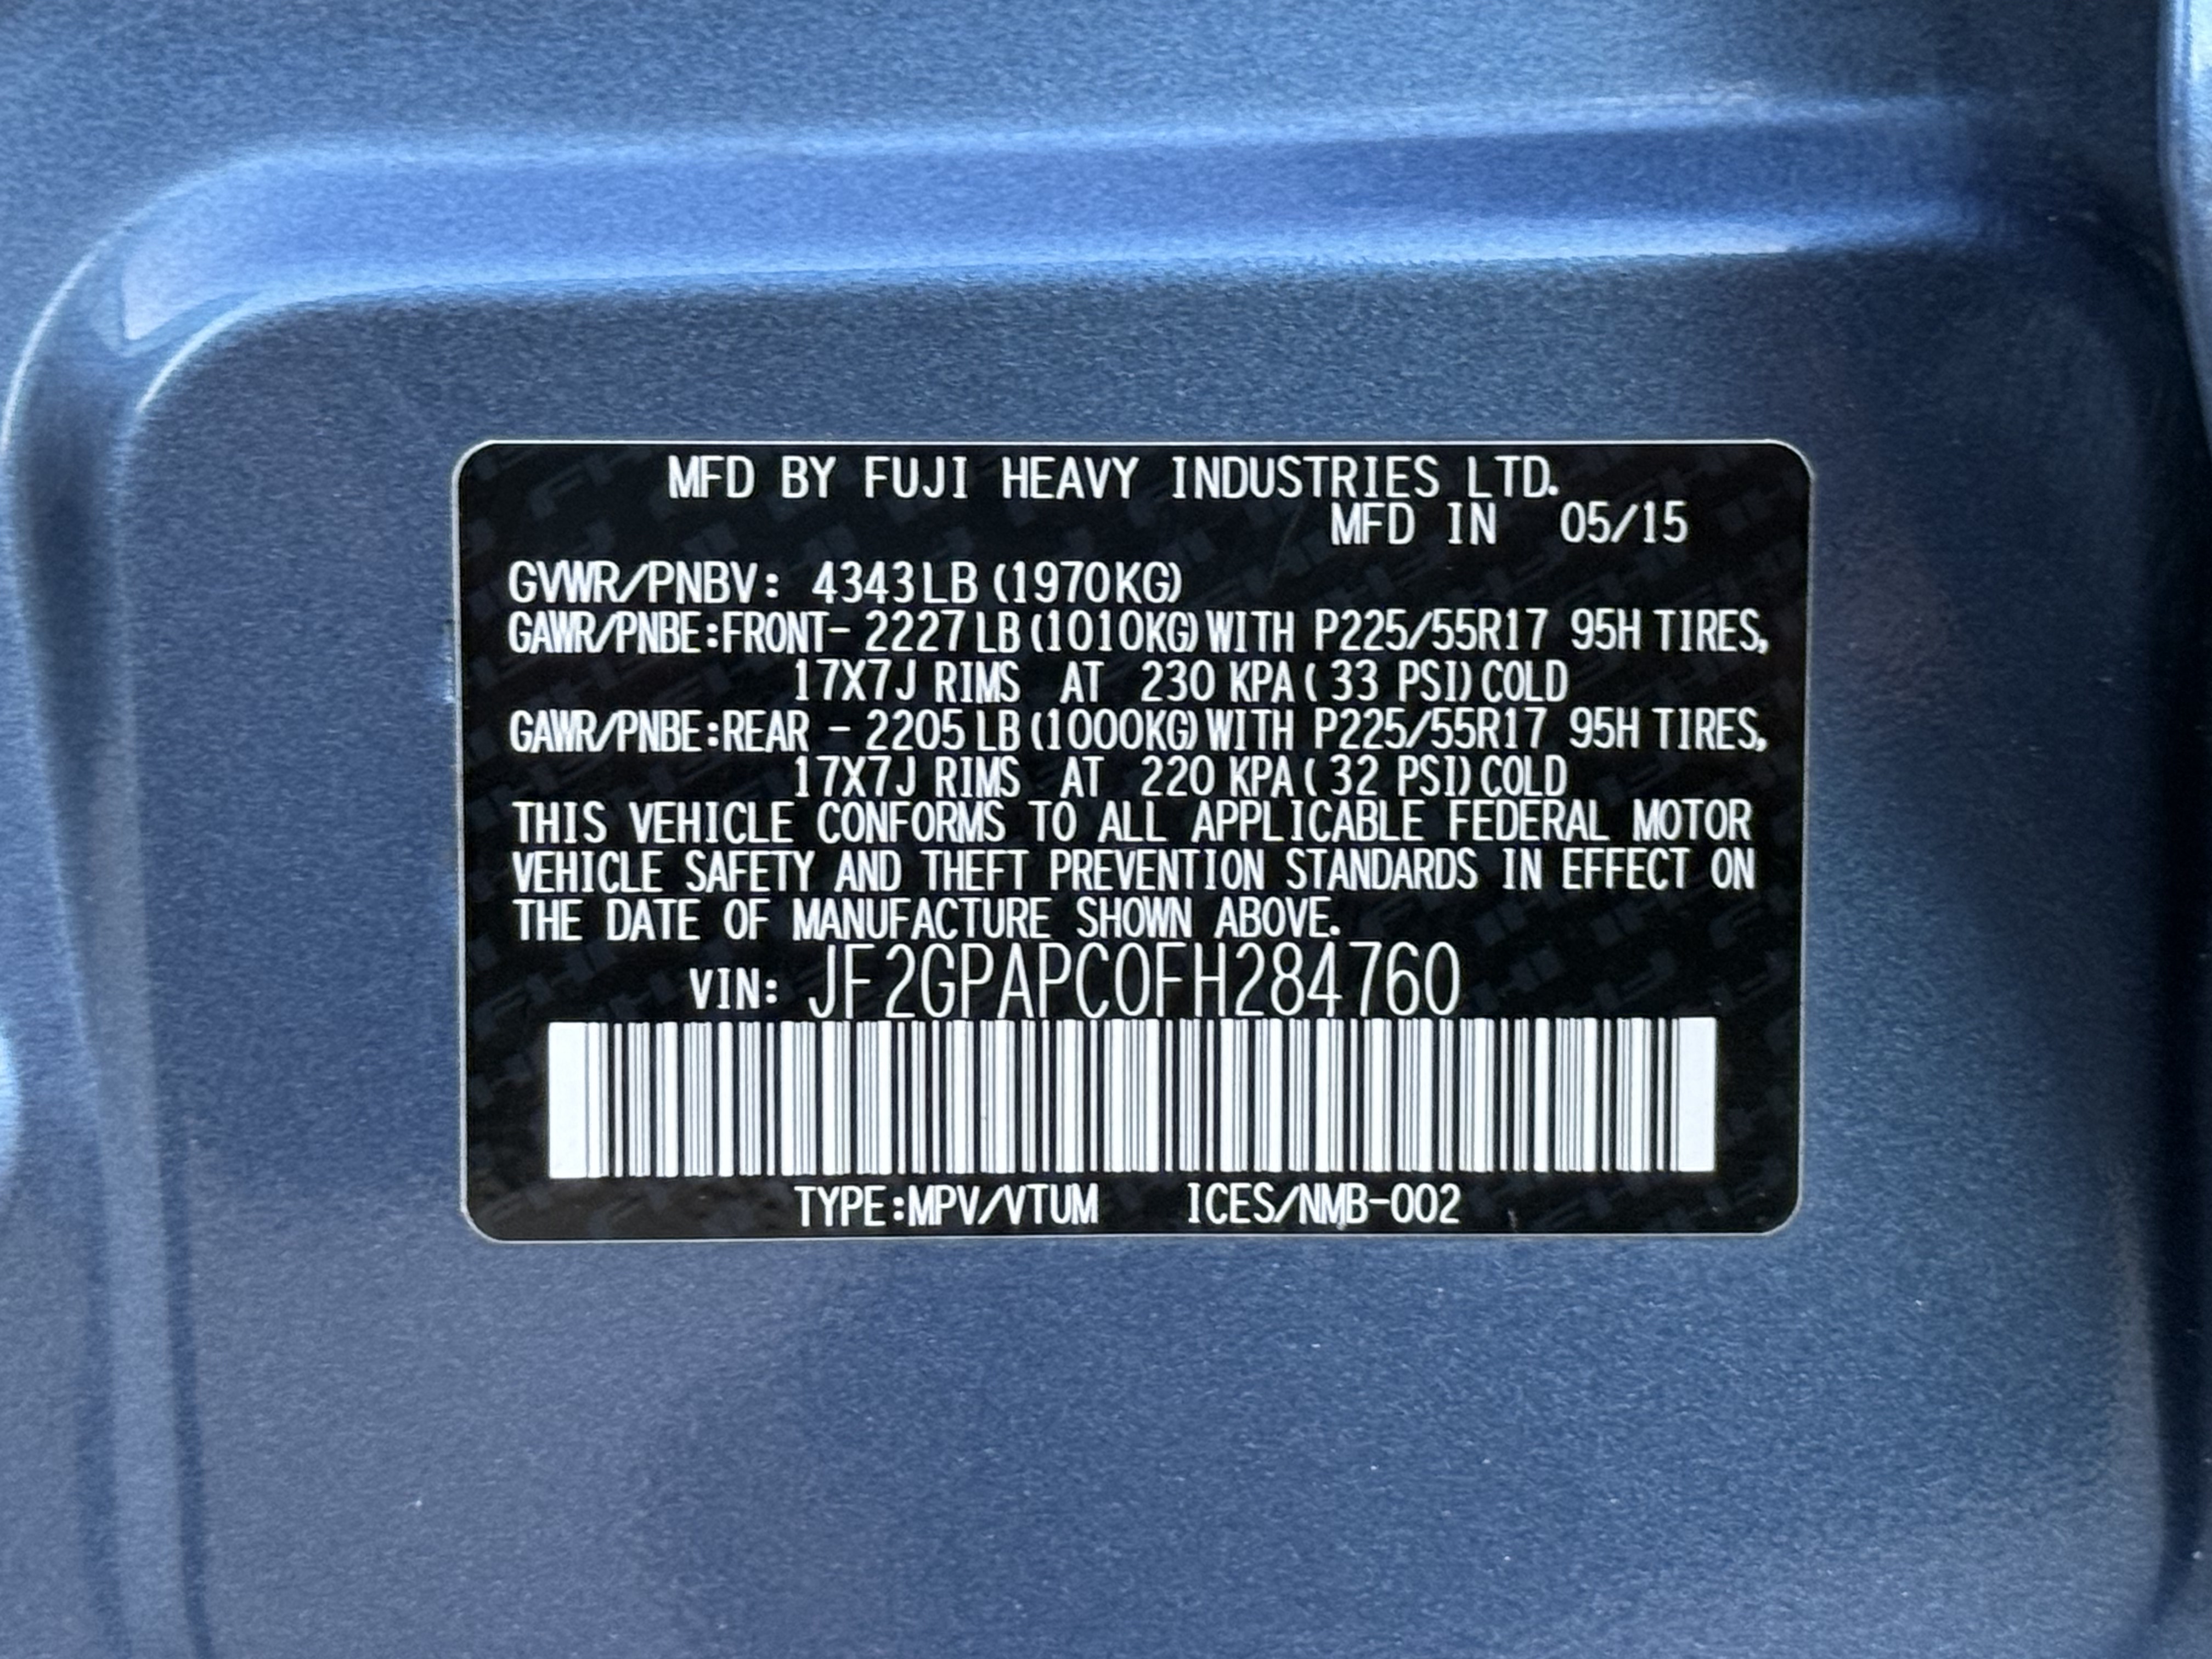 MFD BY FUJI HEAVY INDUSTRIES LTD.
MFD IN 05/15
GVWR/PNBV: 4343LB (1970KG)
GAWR/PNBE:FRONT- 2227 LB (1010KG) WITH P225/55R17 95H TIRES,
17X7J RIMS AT 230 KPA ( 33 PSI) COLD
GAWR/PNBE:REAR - 2205 LB (1000KG) WITH P225/55R17 95H TIRES,
17X7J RIMS AT 220 KPA ( 32 PSI) COLD
THIS VEHICLE CONFORMS TO ALL APPLICABLE FEDERAL MOTOR
VEHICLE SAFETY AND THEFT PREVENTION STANDARDS IN EFFECT ON
THE DATE OF MANUFACTURE SHOWN ABOVE.
VIN: JF2GPAPC0FH284760
TYPE:MPV/VTUM ICES/NMB-002